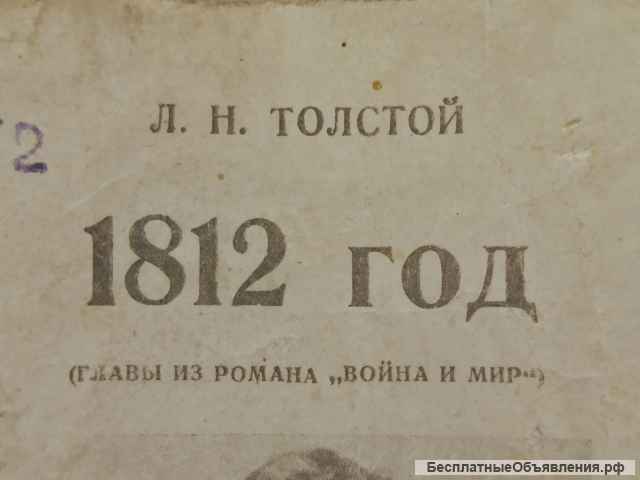 Л. Н. ТОЛСТОЙ
2
1812 ГОД
(ГЛАВЫ ИЗ РОМАНА „ВОЙНА И МИР“)
БесплатныеОбъявления.рф